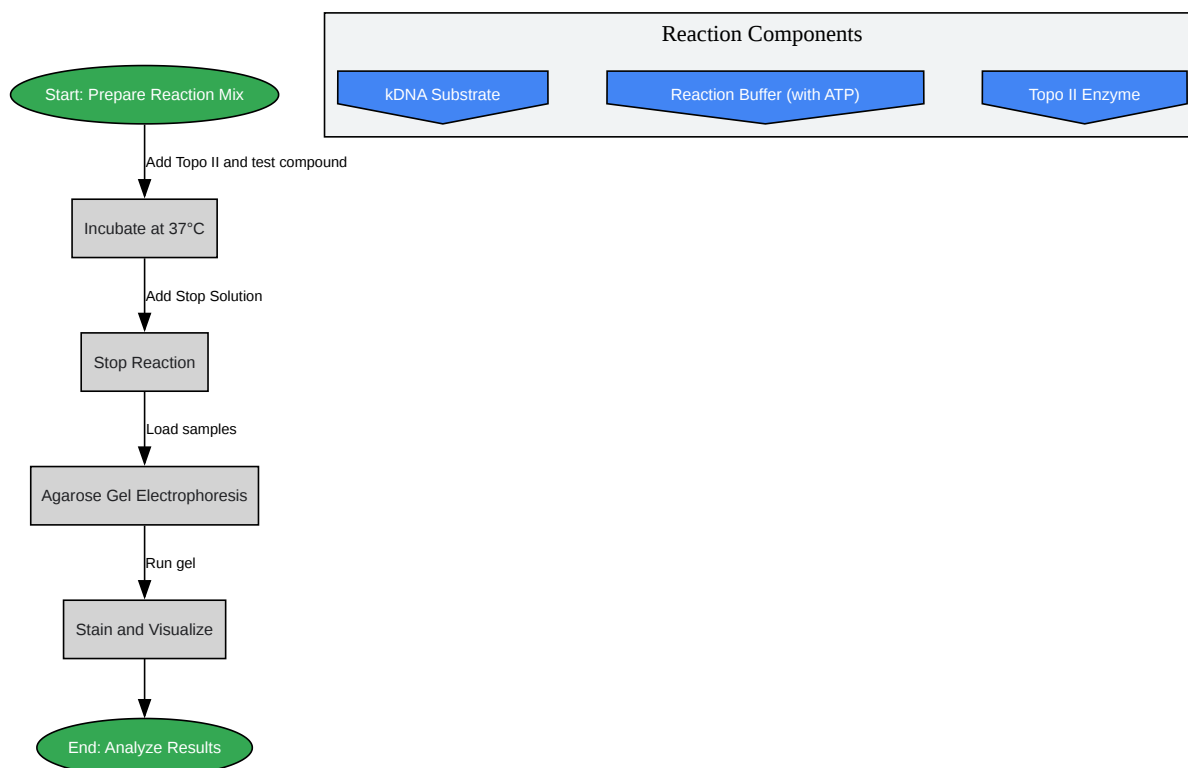 Reaction Components
kDNA Substrate
Reaction Buffer (with ATP)
Topo II Enzyme
Start: Prepare Reaction Mix
Add Topo II and test compound
Incubate at 37°C
Add Stop Solution
Stop Reaction
Load samples
Agarose Gel Electrophoresis
Run gel
Stain and Visualize
End: Analyze Results